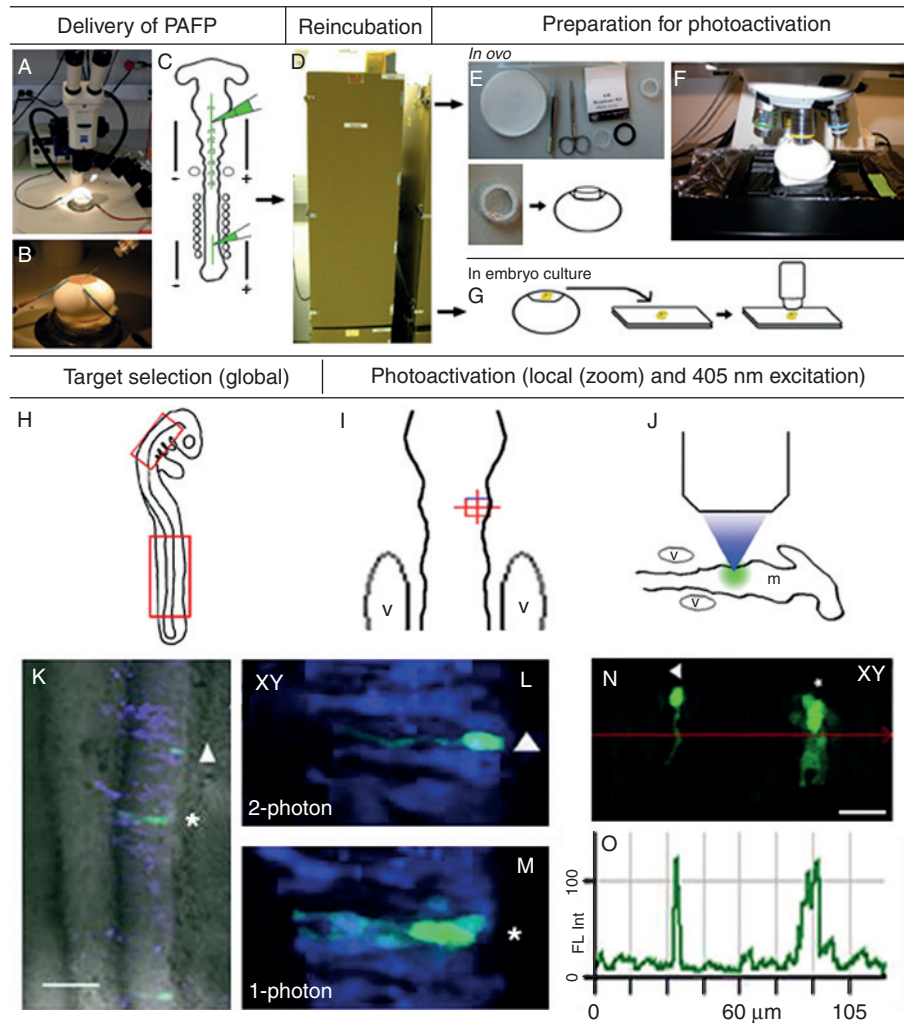 Delivery of PAFP
Reincubation
Preparation for photoactivation
A
B
C
- +
- +
D
In ovo
E
F
In embryo culture
G
Target selection (global)
Photoactivation (local (zoom) and 405 nm excitation)
H
I
v v
J
v
m
v
K
XY L
2-photon
M
*
1-photon
*
N XY
*
O
FL Int
100
0
0 60 μm 105